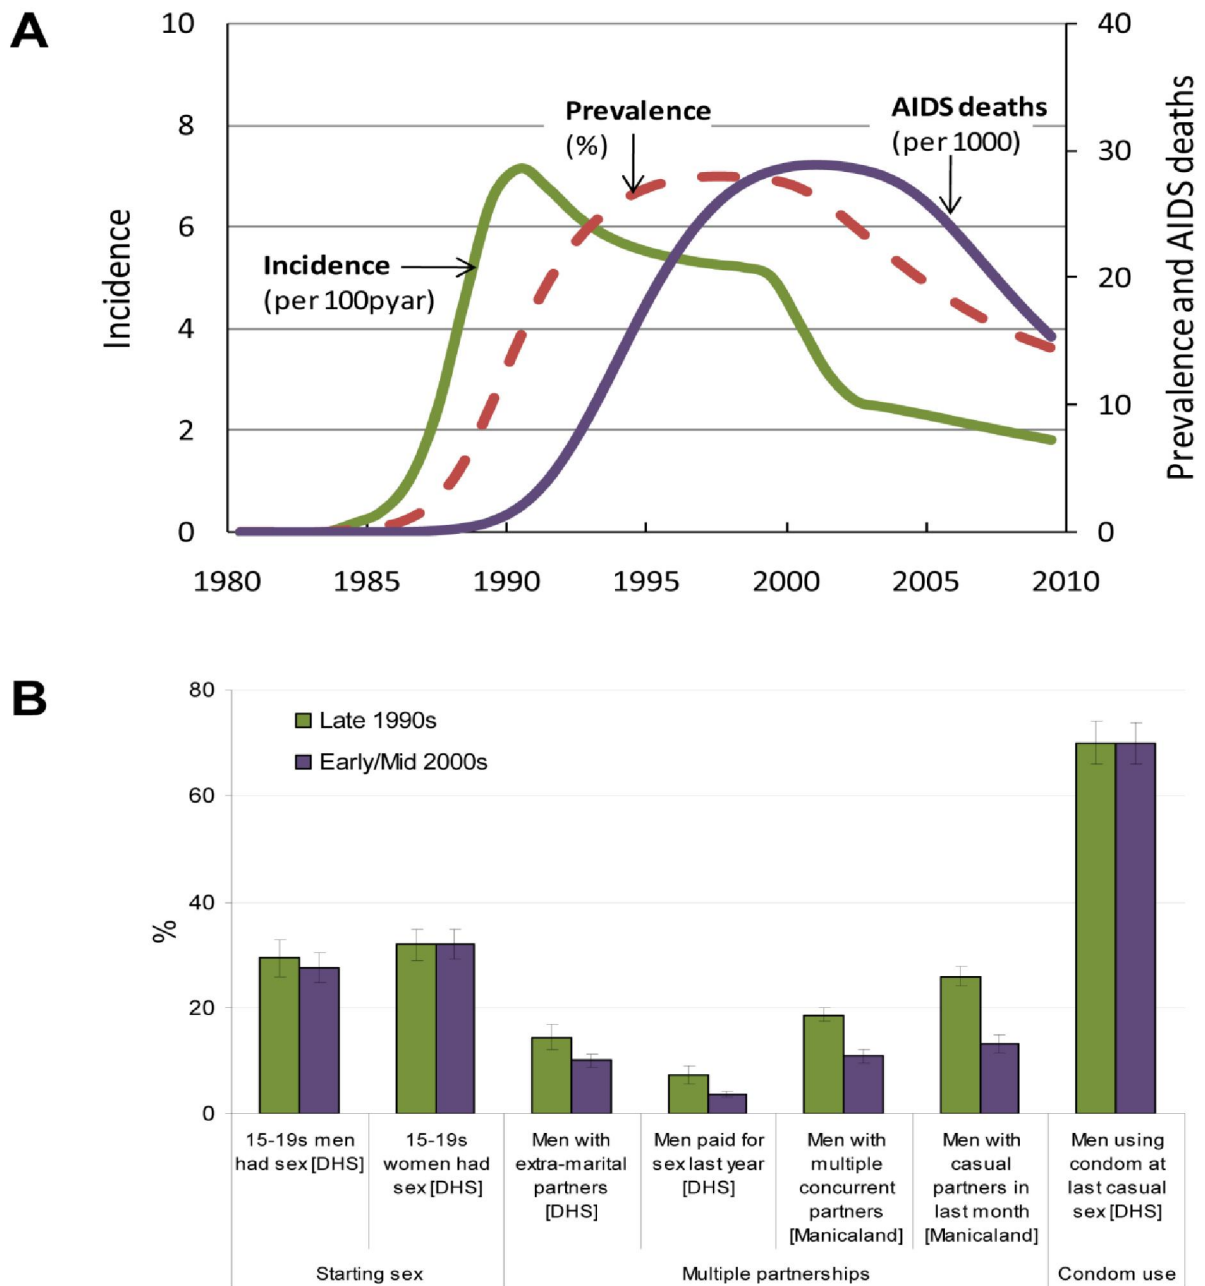 A
10
8
6
4
2
0
40
30
20
10
0
Incidence
Prevalence and AIDS deaths
Prevalence
(%)
AIDS deaths
(per 1000)
Incidence
(per 100pyar)
1980 1985 1990 1995 2000 2005 2010
B
80
60
40
20
0
%
Late 1990s
Early/Mid 2000s
15-19s men
had sex [DHS]
15-19s
women had
sex [DHS]
Men with
extra-marital
partners
[DHS]
Men paid for
sex last year
[DHS]
Men with
multiple
concurrent
partners
[Manicaland]
Men with
casual
partners in
last month
[Manicaland]
Men using
condom at
last casual
sex [DHS]
Starting sex
Multiple partnerships
Condom use